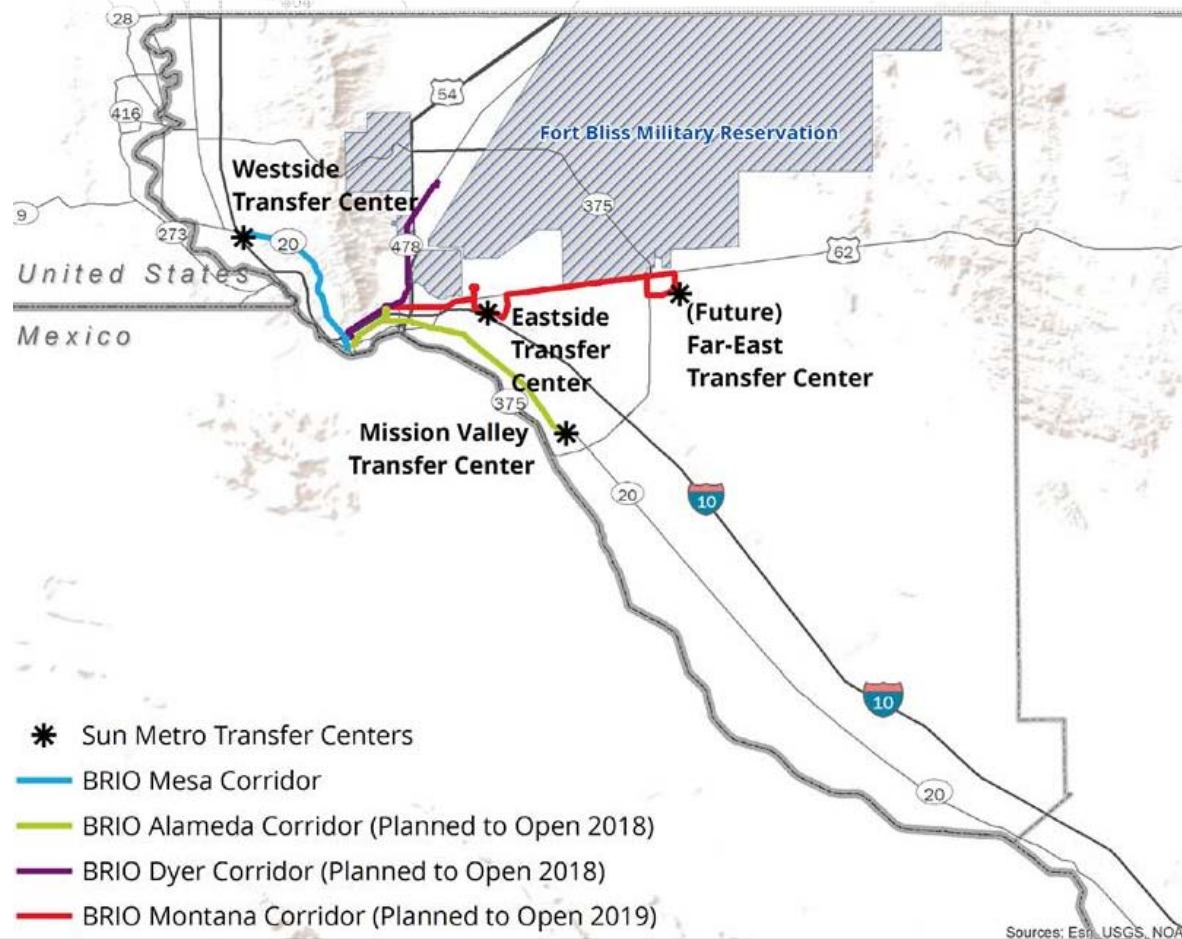 28
54
416
Fort Bliss Military Reservation
Westside
Transfer Center
375
9
273
20
478
62
United States
Mexico
Eastside
Transfer
Center
(Future)
Far-East
Transfer Center
375
Mission Valley
Transfer Center
20
10
10
20
Sun Metro Transfer Centers
BRIO Mesa Corridor
BRIO Alameda Corridor (Planned to Open 2018)
BRIO Dyer Corridor (Planned to Open 2018)
BRIO Montana Corridor (Planned to Open 2019)
Sources: Esri, USGS, NOA